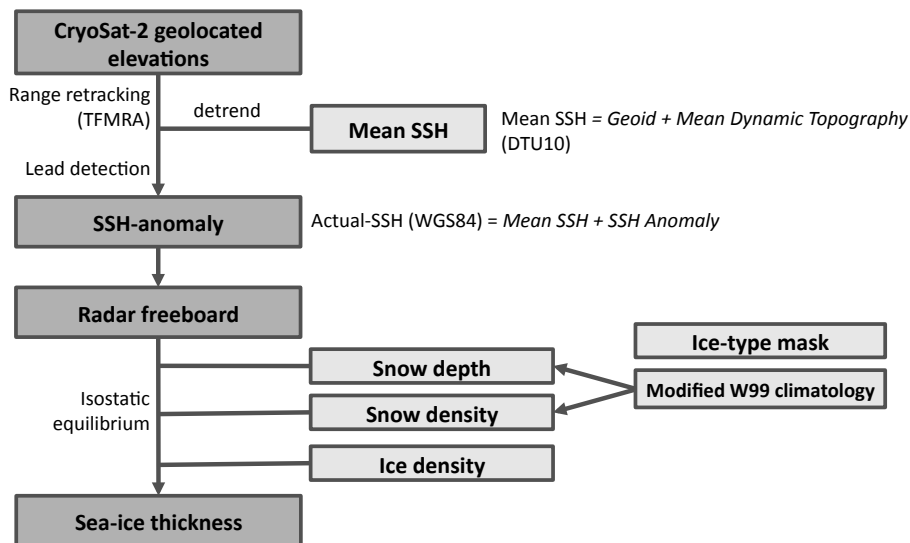 CryoSat-2 geolocated
elevations
Range retracking
(TFMRA)
detrend
Mean SSH
Mean SSH = Geoid + Mean Dynamic Topography
(DTU10)
Lead detection
SSH-anomaly
Actual-SSH (WGS84) = Mean SSH + SSH Anomaly
Radar freeboard
Ice-type mask
Snow depth
Modified W99 climatology
Isostatic
equilibrium
Snow density
Ice density
Sea-ice thickness